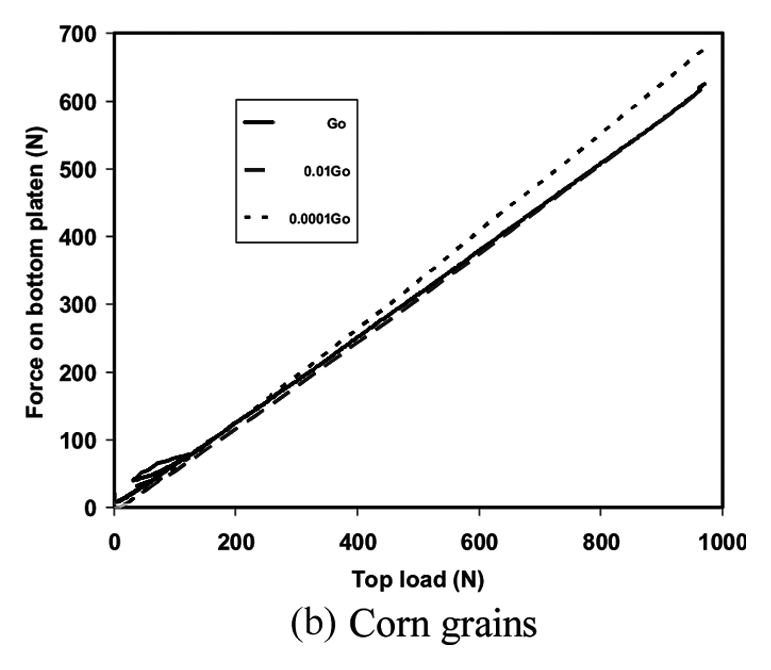 700
600
500
400
300
200
100
0
Force on bottom platen (N)
Go
0.01Go
0.0001Go
0 200 400 600 800 1000
Top load (N)
(b) Corn grains